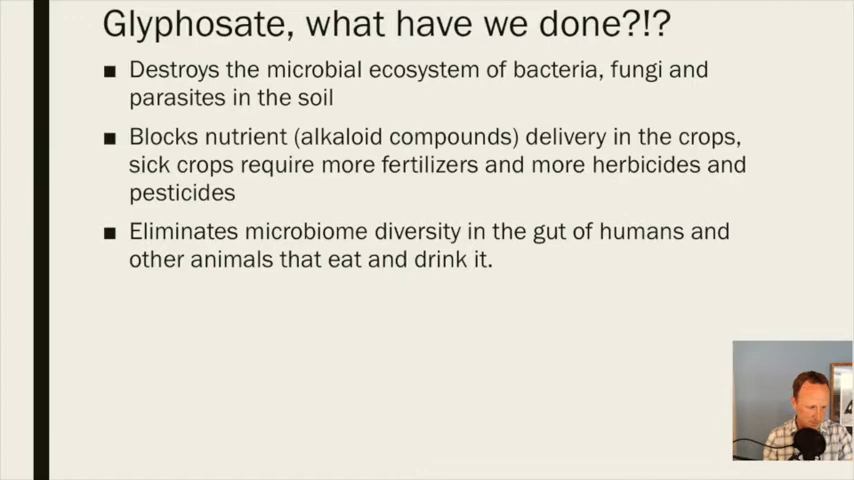 Glyphosate, what have we done?!?
■ Destroys the microbial ecosystem of bacteria, fungi and
parasites in the soil
■ Blocks nutrient (alkaloid compounds) delivery in the crops,
sick crops require more fertilizers and more herbicides and
pesticides
■ Eliminates microbiome diversity in the gut of humans and
other animals that eat and drink it.